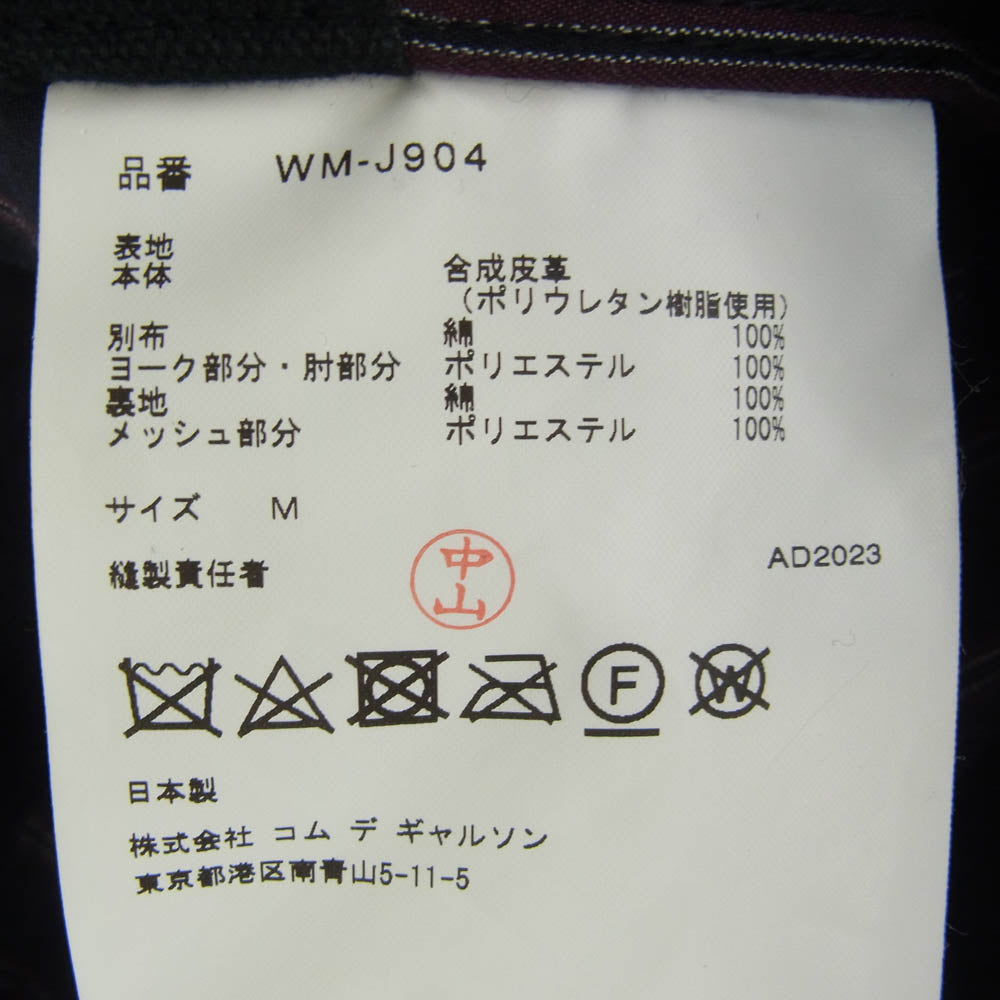 品番 WM-J904
表地
本体 合成皮革
(ポリウレタン樹脂使用)
別布 綿 100%
ヨーク部分・肘部分 ポリエステル 100%
裏地 綿 100%
メッシュ部分 ポリエステル 100%
サイズ M
縫製責任者 中山
AD2023
F W
日本製
株式会社 コム デ ギャルソン
東京都港区南青山5-11-5